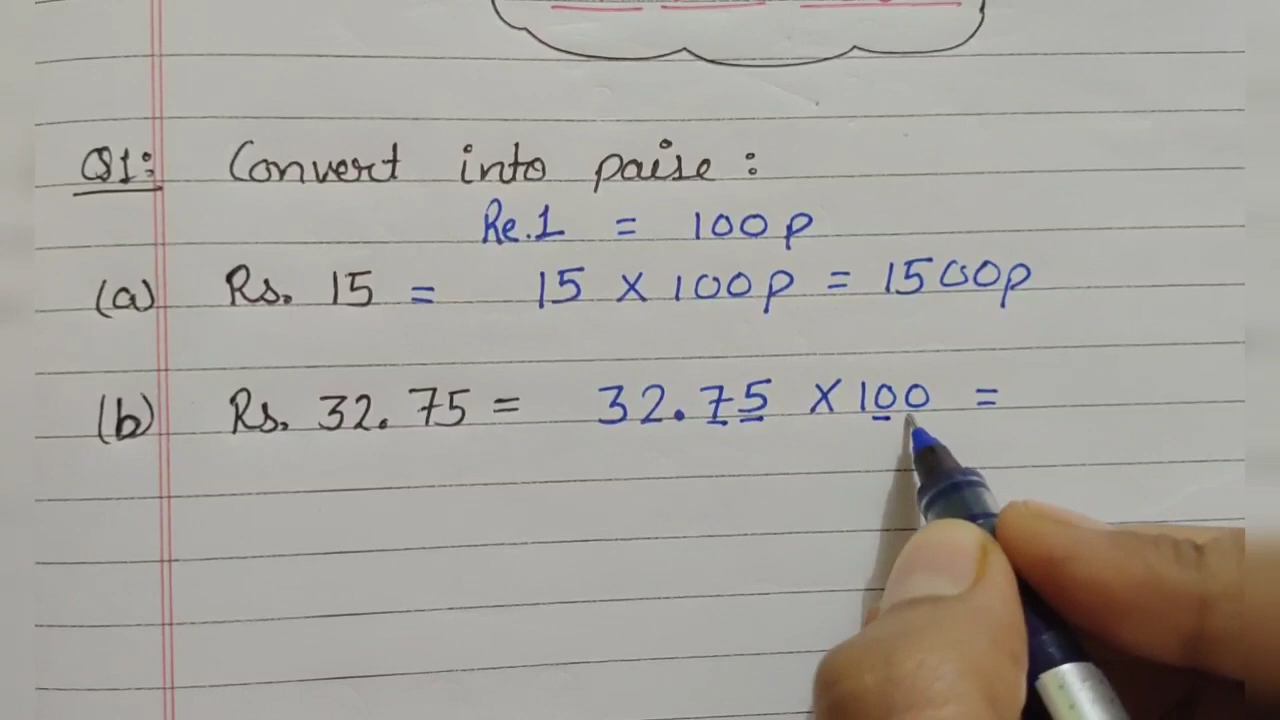 Q1: Convert into paise :
Re.1 = 100p
(a) Rs. 15 = 15 X 100p = 1500p
(b) Rs. 32.75 = 32.75 X 100 =